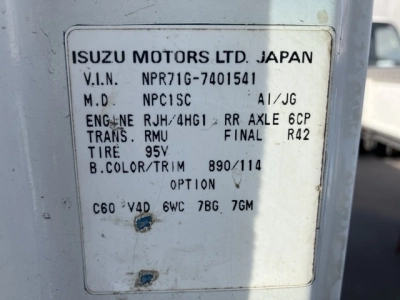 ISUZU MOTORS LTD. JAPAN
V.I.N. NPR71G-7401541
M.D. NPC1SC AI/JG
ENGINE RJH/4HG1 RR AXLE 6CP
TRANS. RMU FINAL R42
TIRE 95V
B.COLOR/TRIM 890/114
OPTION
C60 V4D 6WC 7BG 7GM